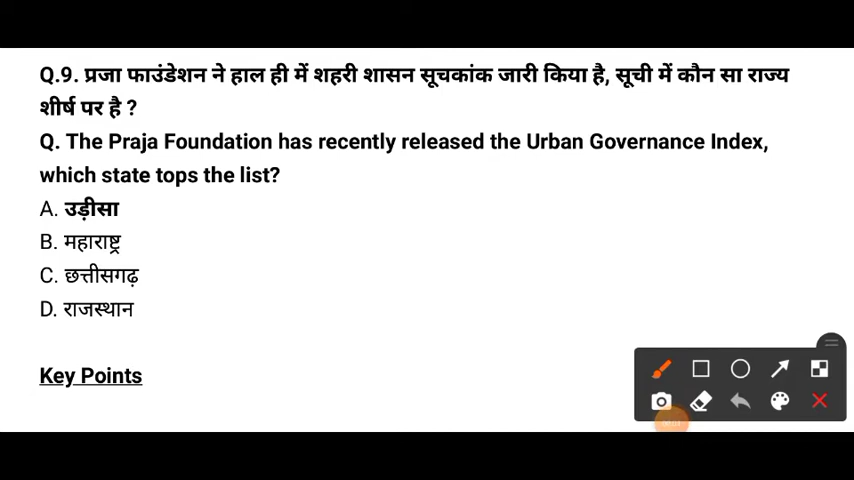 Q.9. प्रजा फाउंडेशन ने हाल ही में शहरी शासन सूचकांक जारी किया है, सूची में कौन सा राज्य
शीर्ष पर है ?
Q. The Praja Foundation has recently released the Urban Governance Index,
which state tops the list?
A. उड़ीसा
B. महाराष्ट्र
C. छत्तीसगढ़
D. राजस्थान
Key Points